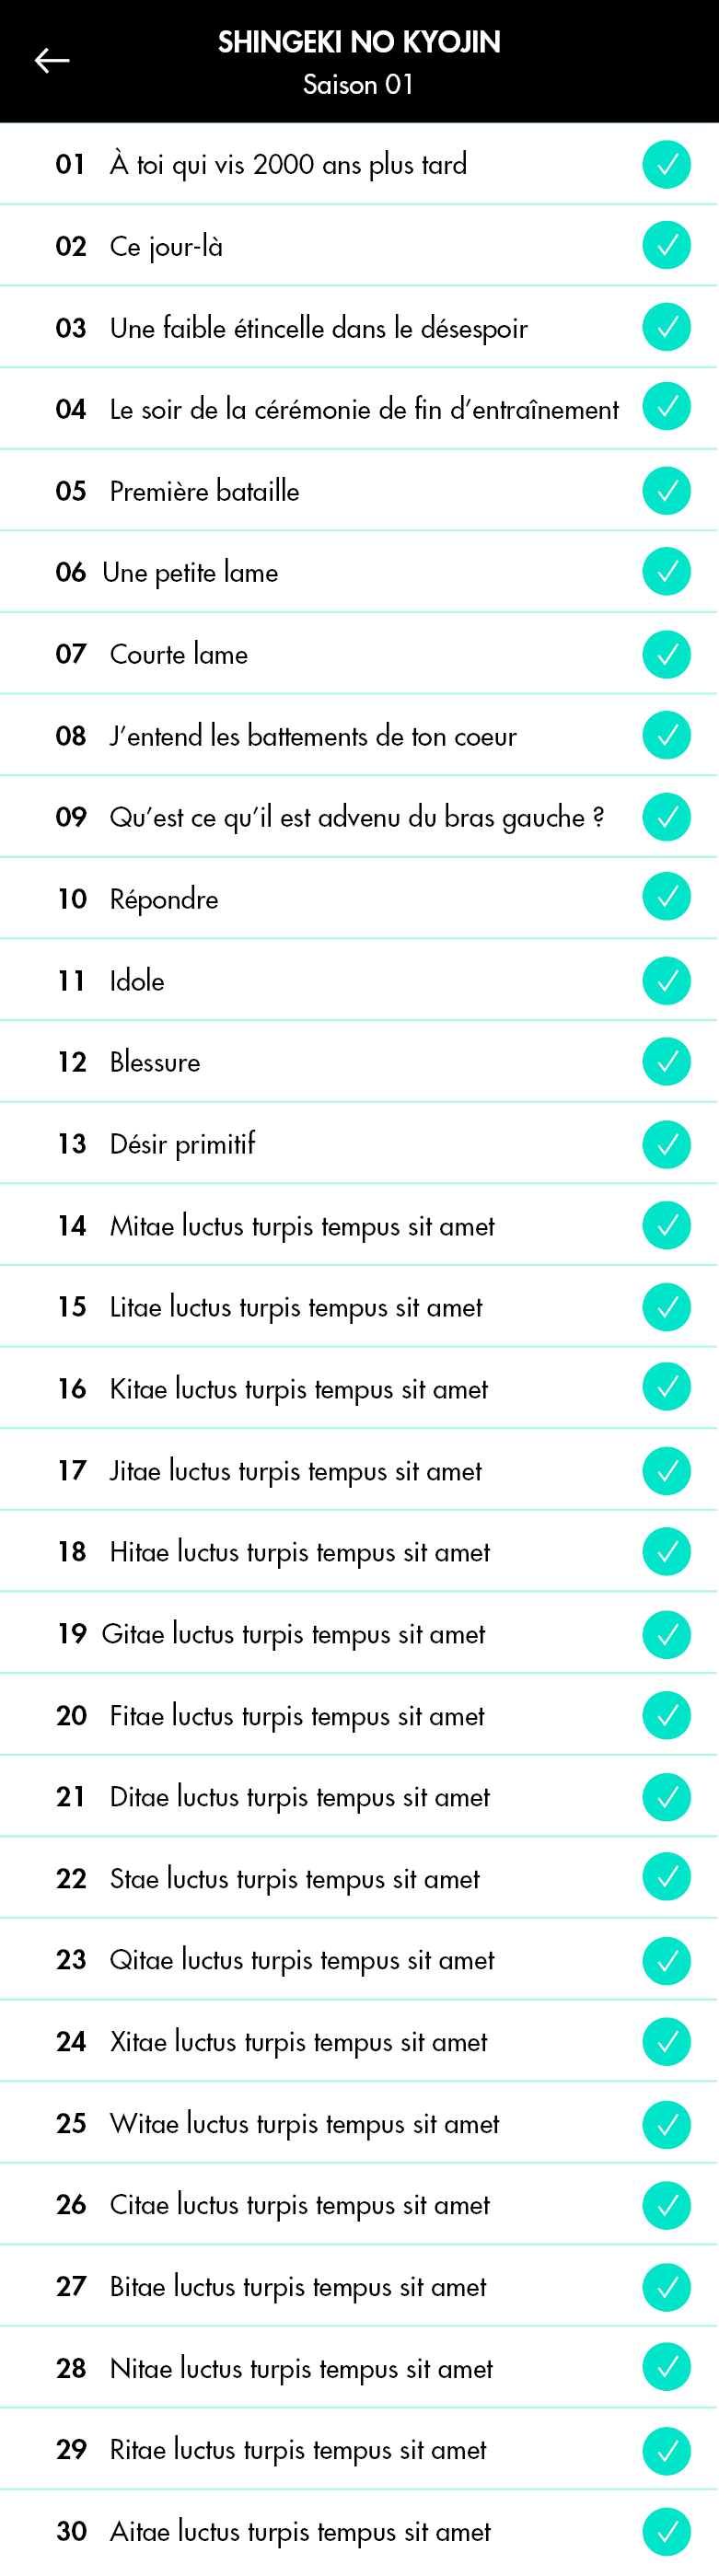 SHINGEKI NO KYOJIN
Saison 01
01 À toi qui vis 2000 ans plus tard
02 Ce jour-là
03 Une faible étincelle dans le désespoir
04 Le soir de la cérémonie de fin d’entraînement
05 Première bataille
06 Une petite lame
07 Courte lame
08 J’entend les battements de ton coeur
09 Qu’est ce qu’il est advenu du bras gauche ?
10 Répondre
11 Idole
12 Blessure
13 Désir primitif
14 Mitae luctus turpis tempus sit amet
15 Litae luctus turpis tempus sit amet
16 Kitae luctus turpis tempus sit amet
17 Jitae luctus turpis tempus sit amet
18 Hitae luctus turpis tempus sit amet
19 Gitae luctus turpis tempus sit amet
20 Fitae luctus turpis tempus sit amet
21 Ditae luctus turpis tempus sit amet
22 Stae luctus turpis tempus sit amet
23 Qitae luctus turpis tempus sit amet
24 Xitae luctus turpis tempus sit amet
25 Witae luctus turpis tempus sit amet
26 Citae luctus turpis tempus sit amet
27 Bitae luctus turpis tempus sit amet
28 Nitae luctus turpis tempus sit amet
29 Ritae luctus turpis tempus sit amet
30 Aitae luctus turpis tempus sit amet